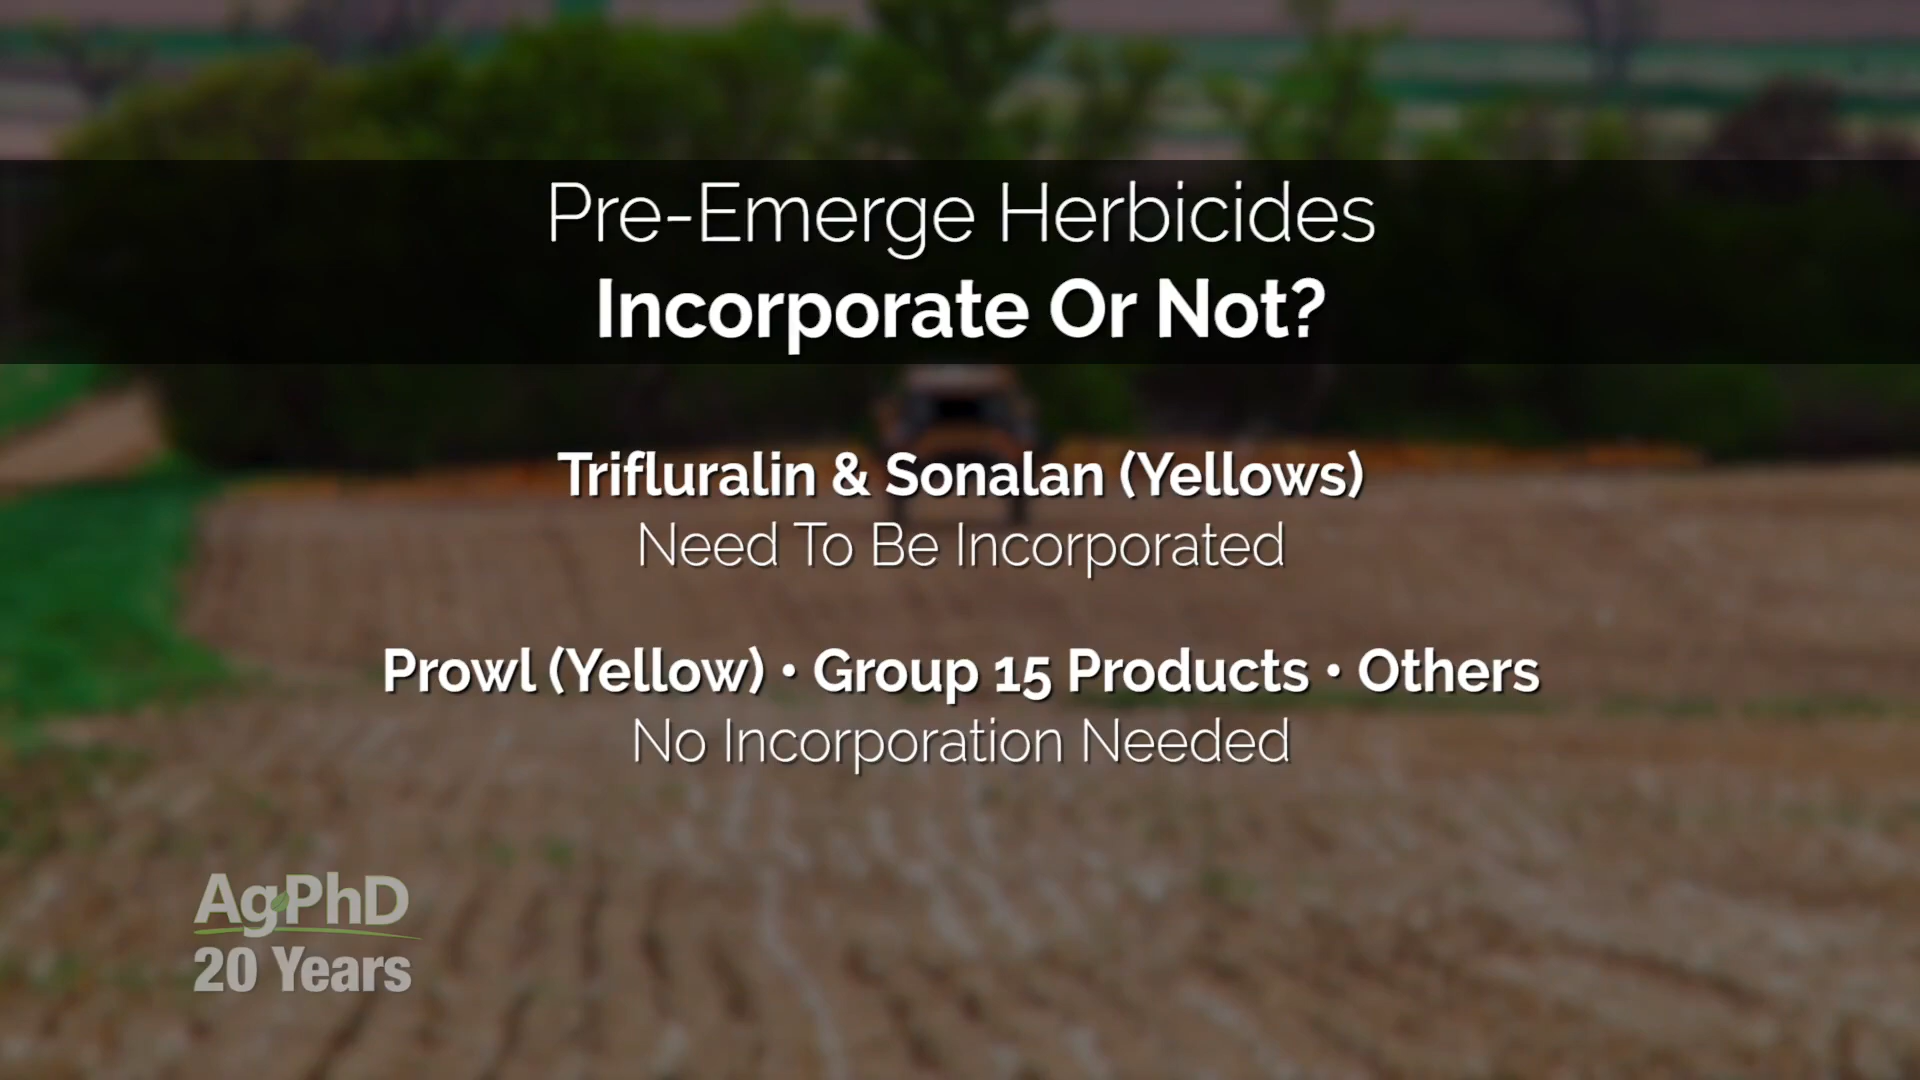 Pre-Emerge Herbicides
Incorporate Or Not?
Trifluralin & Sonalan (Yellows)
Need To Be Incorporated
Prowl (Yellow) • Group 15 Products • Others
No Incorporation Needed
AgPhD
20 Years